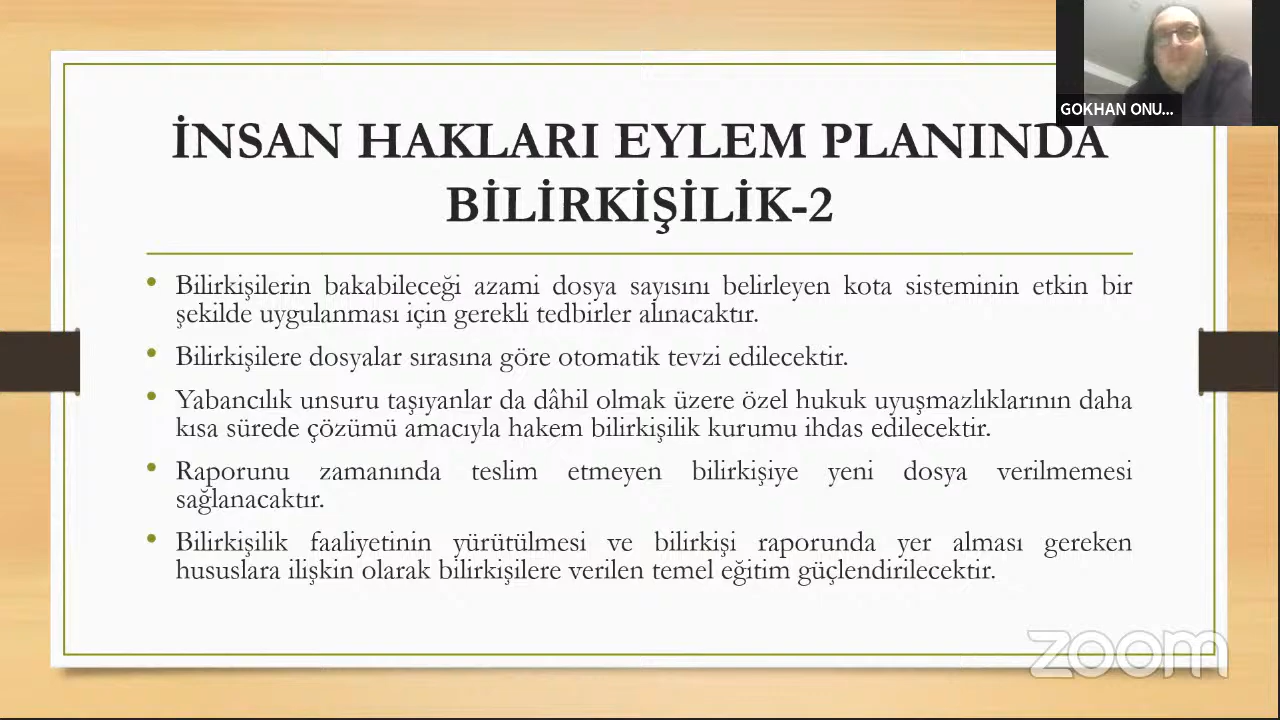 GOKHAN ONU...
İNSAN HAKLARI EYLEM PLANINDA
BİLİRKİŞİLİK-2
• Bilirkişilerin bakabileceği azami dosya sayısını belirleyen kota sisteminin etkin bir
şekilde uygulanması için gerekli tedbirler alınacaktır.
• Bilirkişilere dosyalar sırasına göre otomatik tevzi edilecektir.
• Yabancılık unsuru taşıyanlar da dâhil olmak üzere özel hukuk uyuşmazlıklarının daha
kısa sürede çözümü amacıyla hakem bilirkişilik kurumu ihdas edilecektir.
• Raporunu zamanında teslim etmeyen bilirkişiye yeni dosya verilmemesi
sağlanacaktır.
• Bilirkişilik faaliyetinin yürütülmesi ve bilirkişi raporunda yer alması gereken
hususlara ilişkin olarak bilirkişilere verilen temel eğitim güçlendirilecektir.
zoom